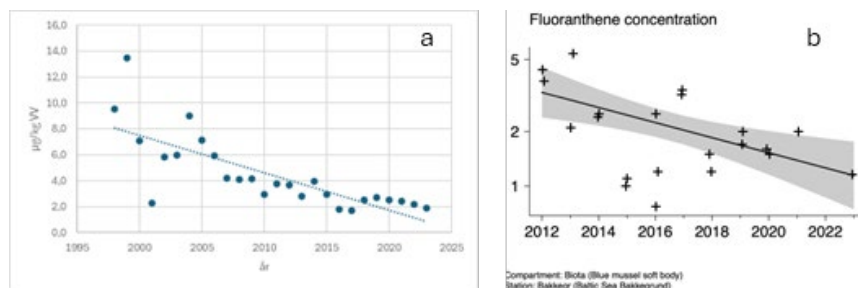 a
16,0
14,0
12,0
10,0
8,0
6,0
4,0
2,0
0,0
µg/kg VV
1995 2000 2005 2010 2015 2020 2025
år
Fluoranthene concentration
b
5
2
1
2012 2014 2016 2018 2020 2022
Compartment: Biota (Blue mussel soft body)
Station: Bakkegr (Baltic Sea Bakkegrund)